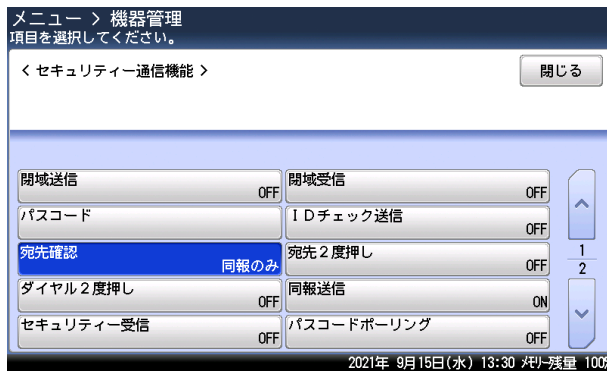 メニュー > 機器管理
項目を選択してください。
< セキュリティー通信機能 >
閉じる
閉域送信 OFF
閉域受信 OFF
パスコード
IDチェック送信 OFF
宛先確認 同報のみ
宛先2度押し OFF
ダイヤル2度押し OFF
同報送信 ON
セキュリティー受信 OFF
パスコードポーリング OFF
1
2
2021年 9月15日(水) 13:30 メモリー残量 100%